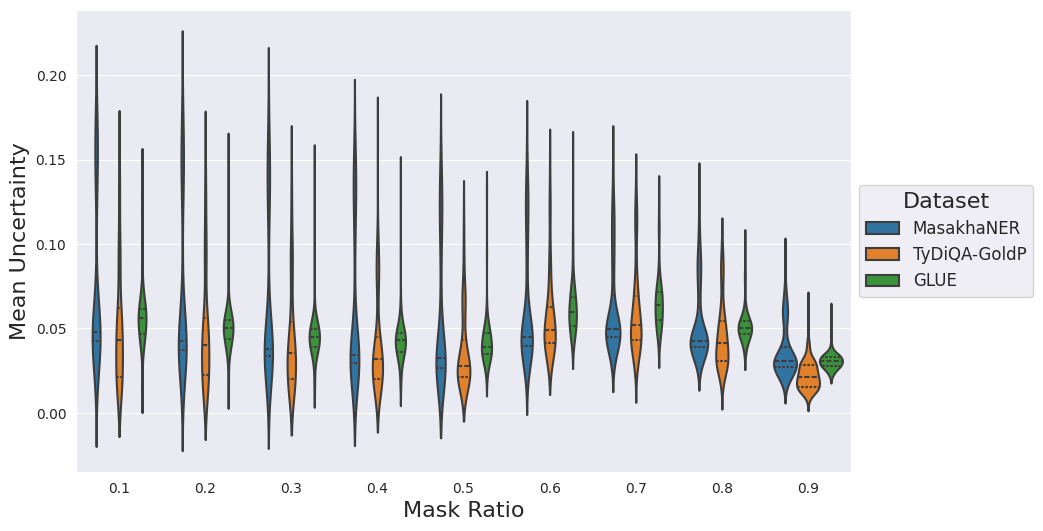 Mean Uncertainty
0.20
0.15
0.10
0.05
0.00
0.1 0.2 0.3 0.4 0.5 0.6 0.7 0.8 0.9
Mask Ratio
Dataset
MasakhaNER
TyDiQA-GoldP
GLUE